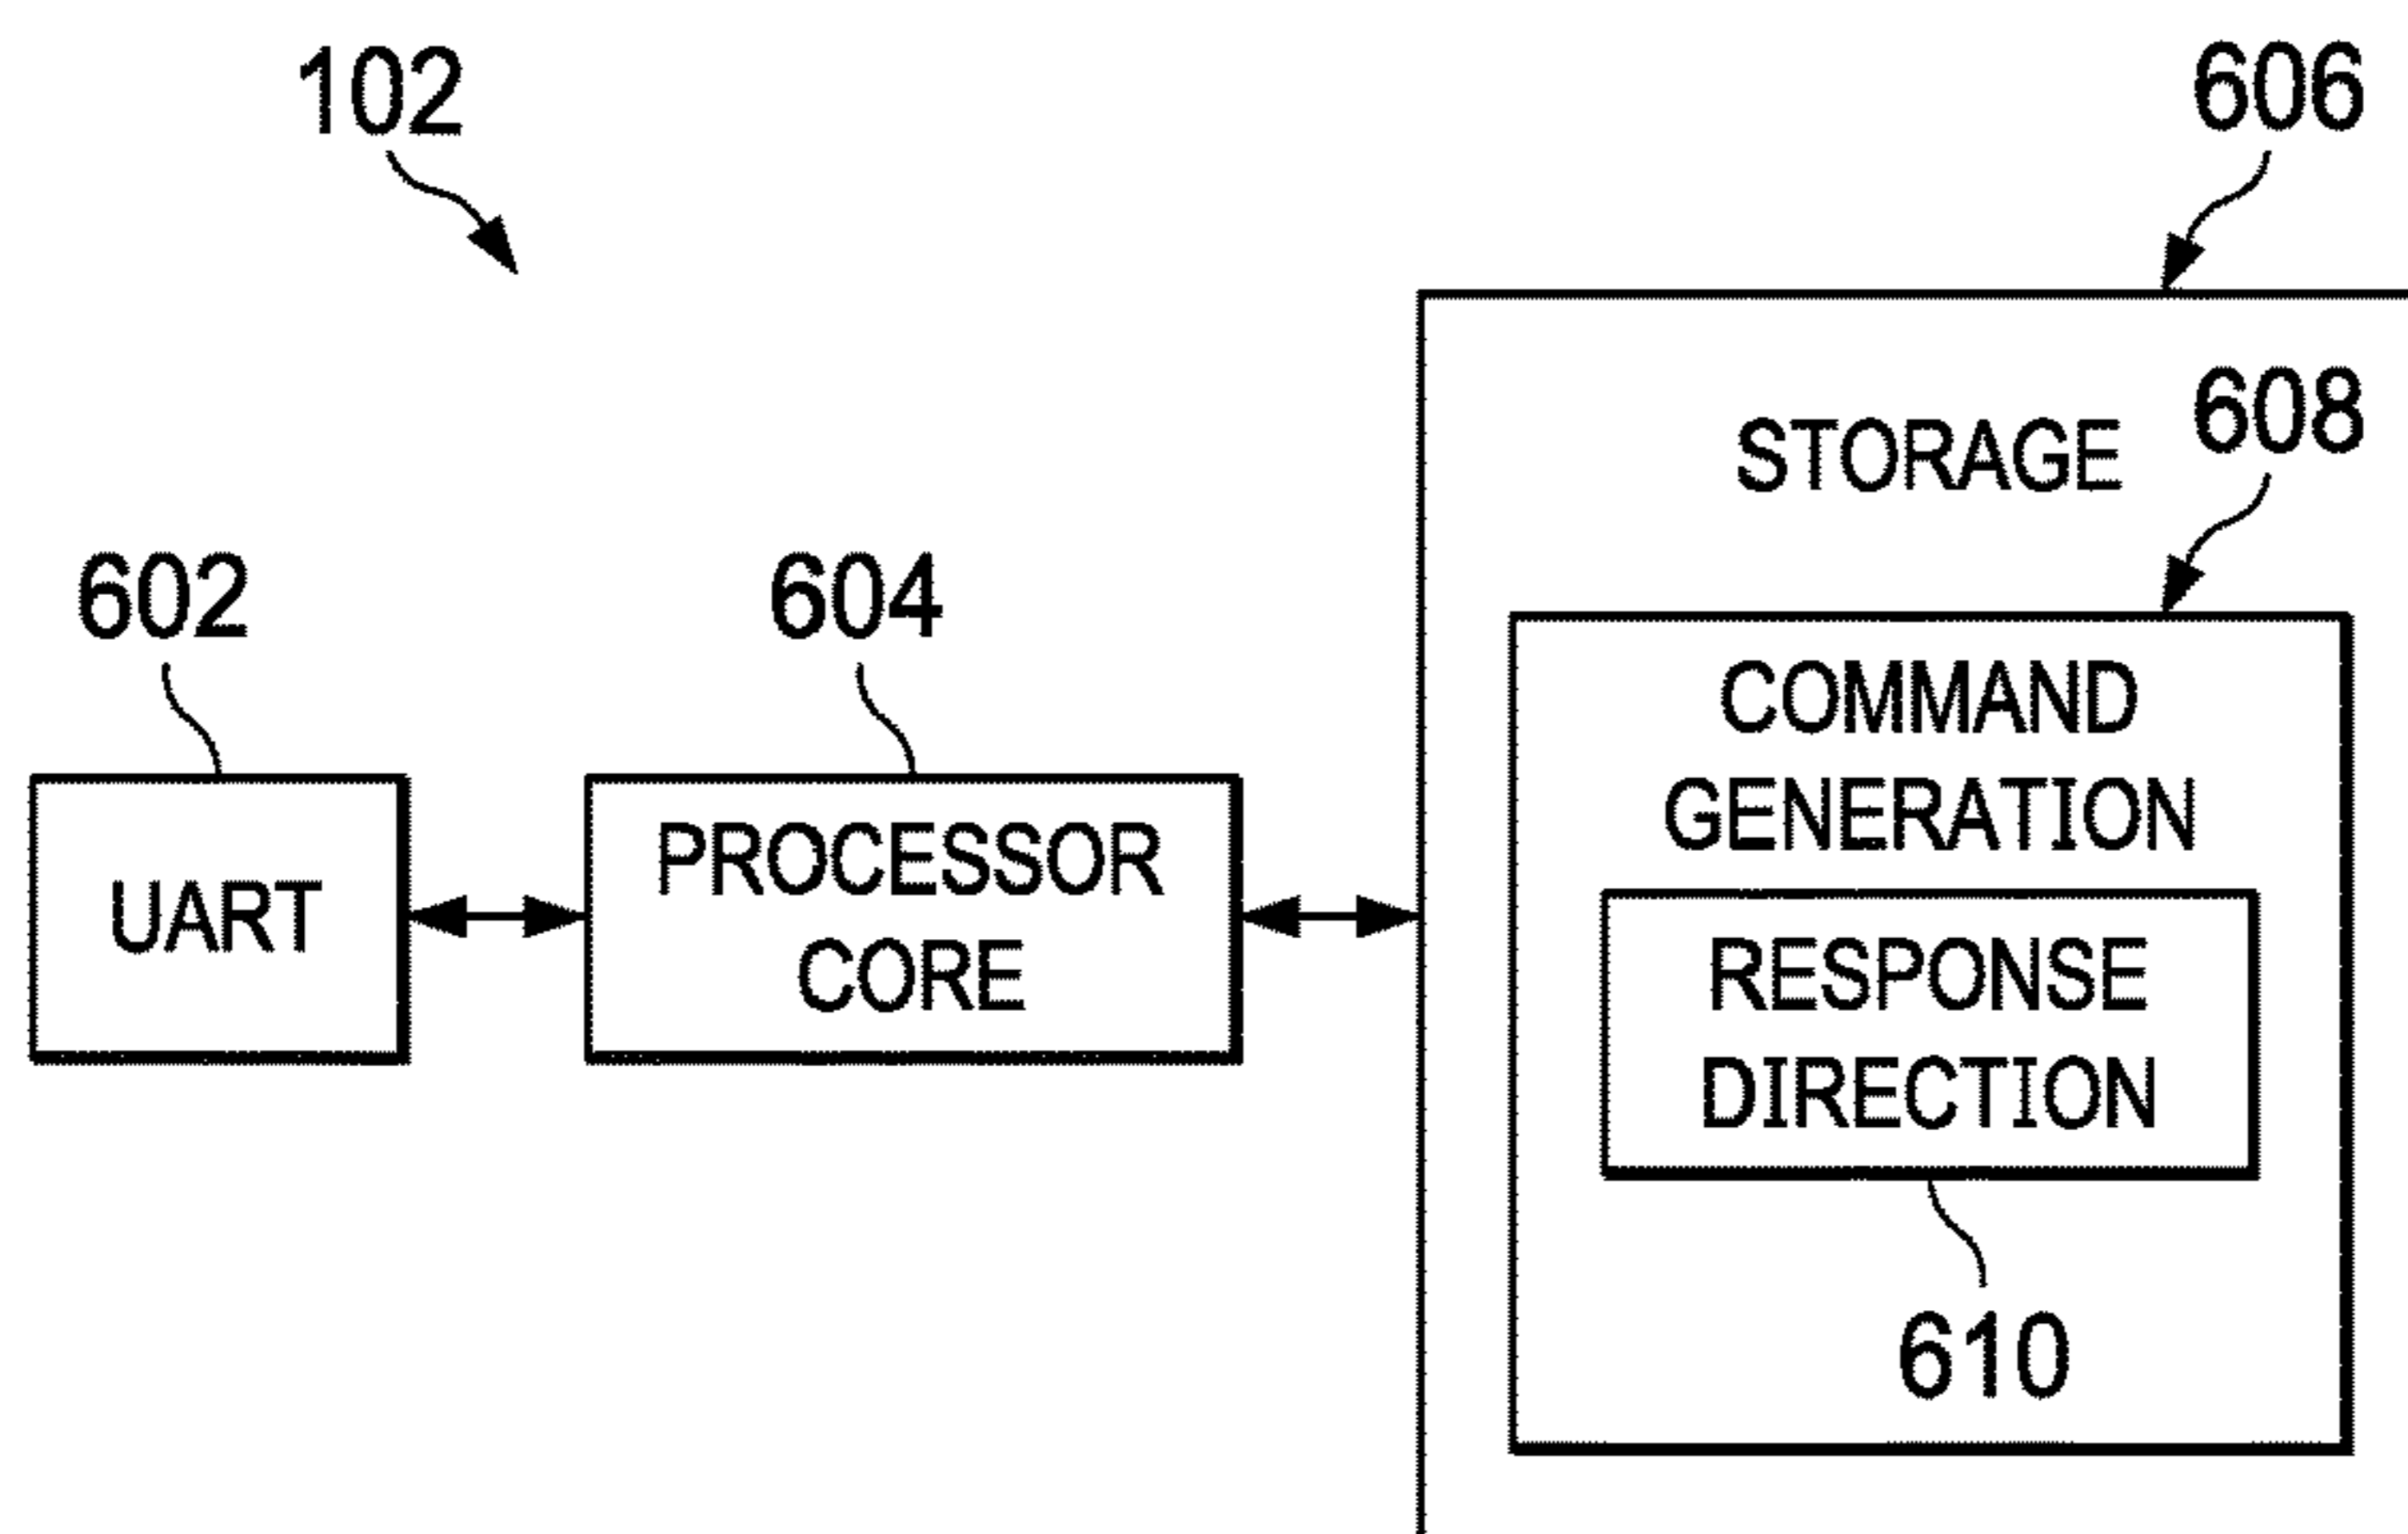 102
606
STORAGE
608
602
604
COMMAND
GENERATION
UART
PROCESSOR
CORE
RESPONSE
DIRECTION
610